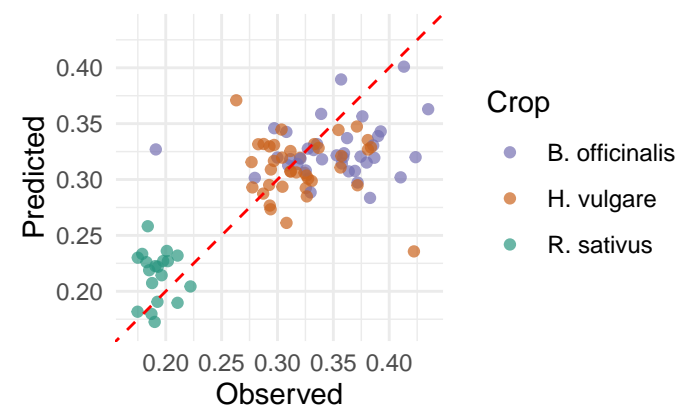 0.40
0.35
0.30
0.25
0.20
Predicted
0.20 0.25 0.30 0.35 0.40
Observed
Crop
B. officinalis
H. vulgare
R. sativus